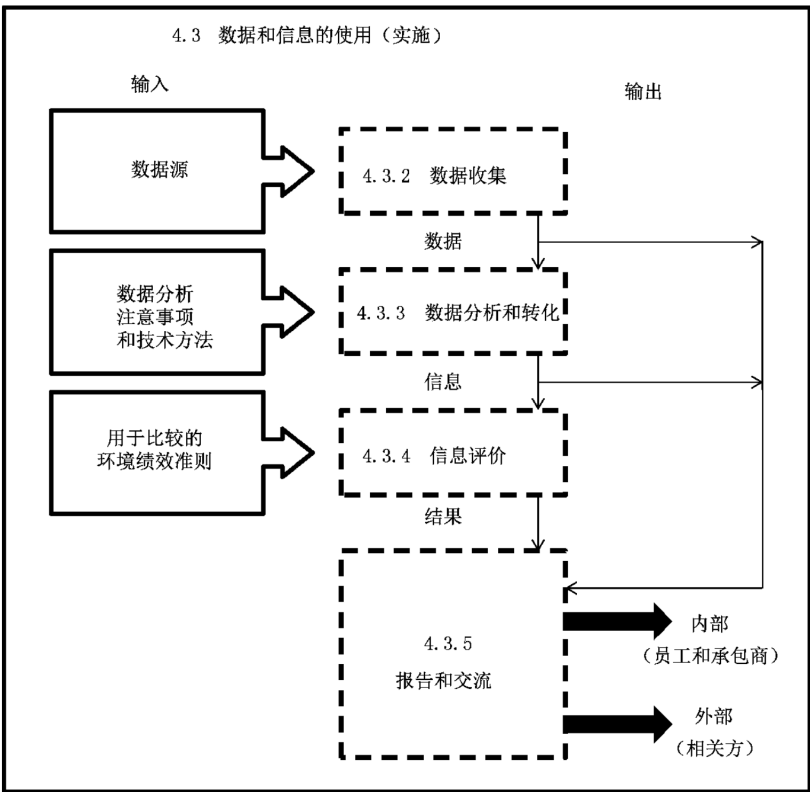 4.3 数据和信息的使用（实施）
输入
输出
数据源
4.3.2 数据收集
数据
数据分析
注意事项
和技术方法
4.3.3 数据分析和转化
信息
用于比较的
环境绩效准则
4.3.4 信息评价
结果
4.3.5
报告和交流
内部
（员工和承包商）
外部
（相关方）